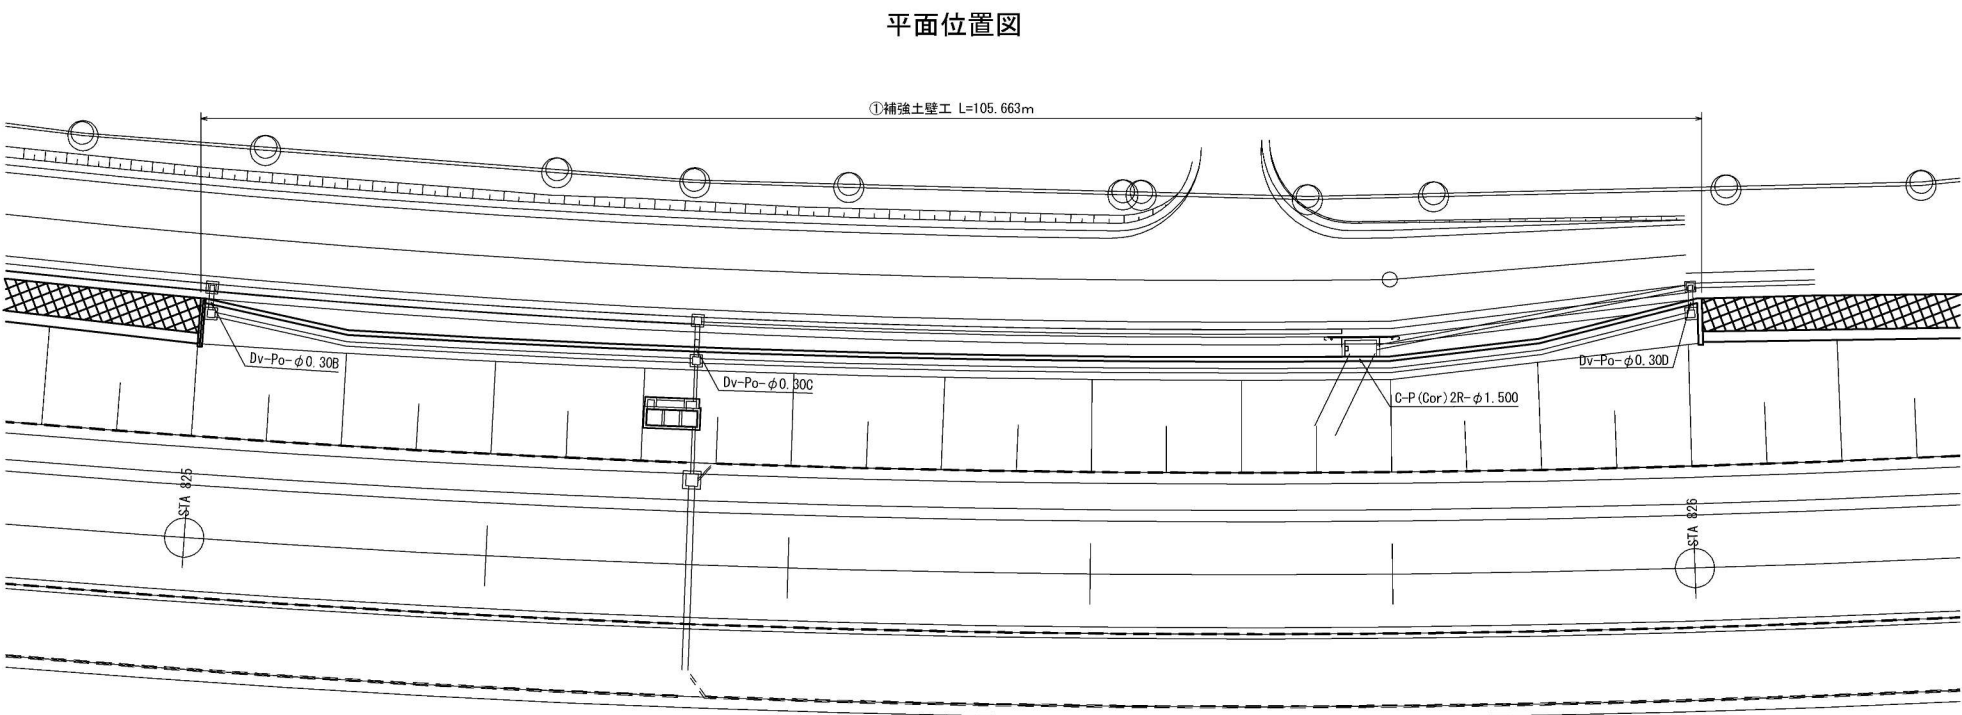 平面位置図
①補強土壁工 L=105.663m
Dv-Po-φ0.30B
Dv-Po-φ0.30C
Dv-Po-φ0.30D
C-P(Cor)2R-φ1.500
STA 825
STA 826